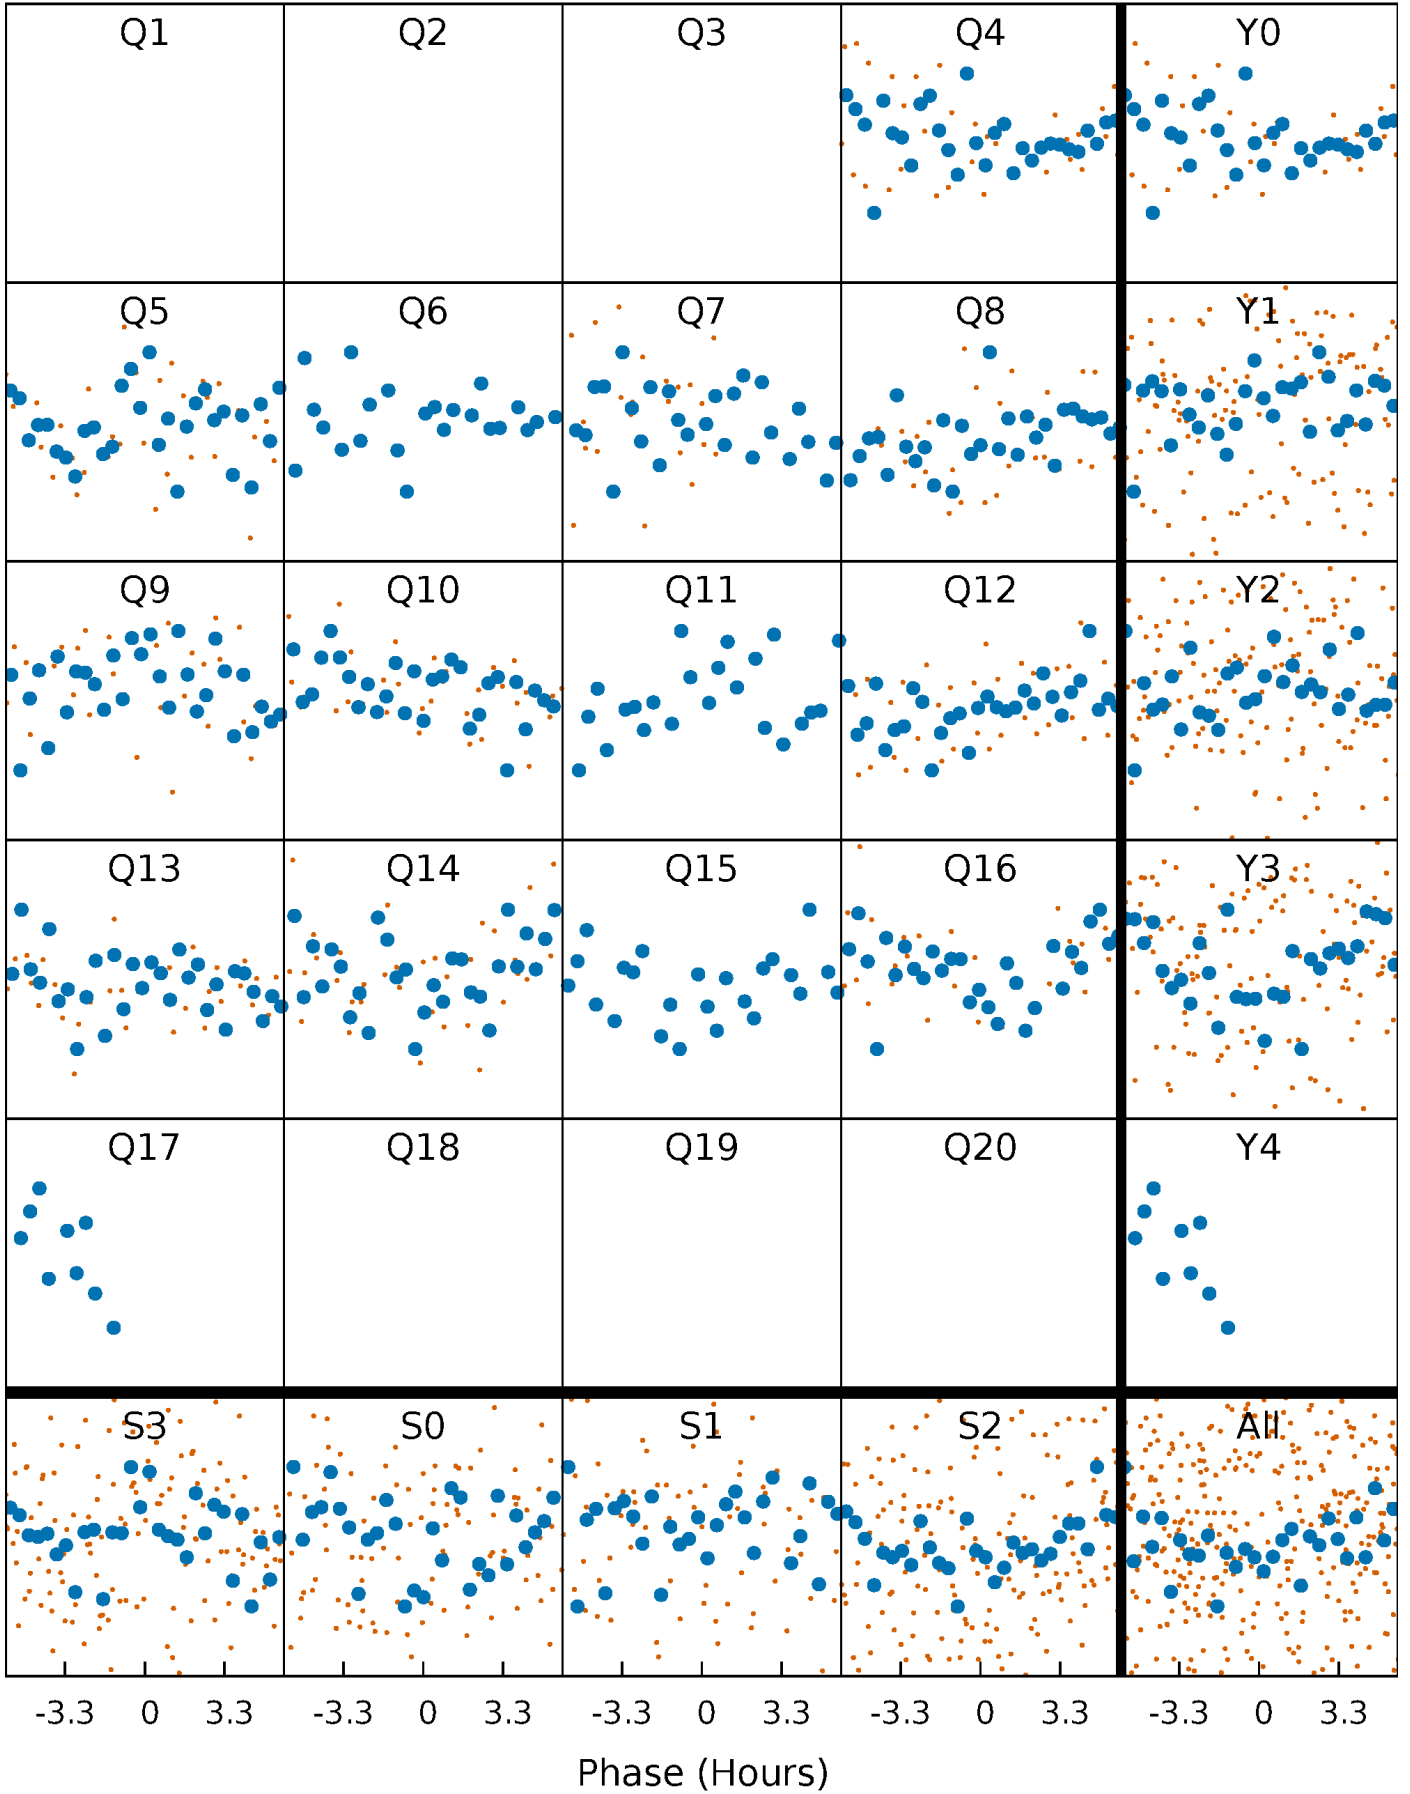 Q1 Q2 Q3 Q4 Y0
Q5 Q6 Q7 Q8 Y1
Q9 Q10 Q11 Q12 Y2
Q13 Q14 Q15 Q16 Y3
Q17 Q18 Q19 Q20 Y4
S3 S0 S1 S2 All
-3.3 0 3.3 -3.3 0 3.3 -3.3 0 3.3 -3.3 0 3.3 -3.3 0 3.3
Phase (Hours)